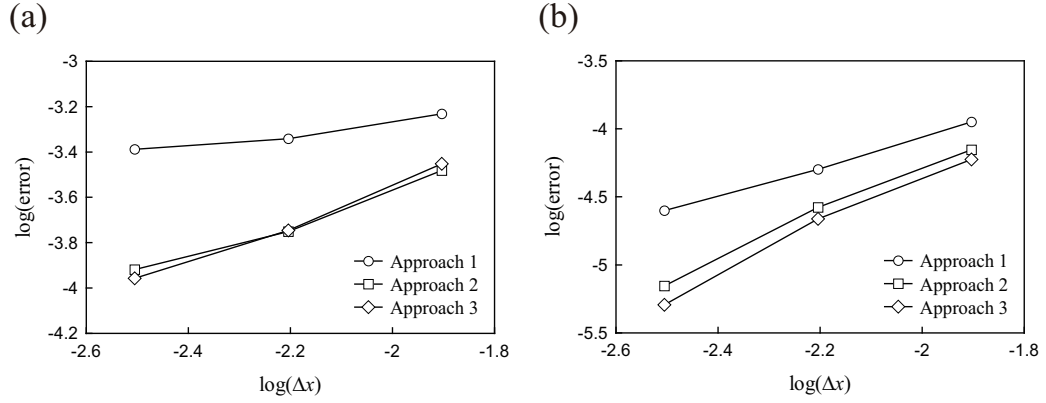 (a)
-3
-3.2
-3.4
-3.6
-3.8
-4
-4.2
log(error)
Approach 1
Approach 2
Approach 3
-2.6 -2.4 -2.2 -2 -1.8
log(Δx)
(b)
-3.5
-4
-4.5
-5
-5.5
log(error)
Approach 1
Approach 2
Approach 3
-2.6 -2.4 -2.2 -2 -1.8
log(Δx)